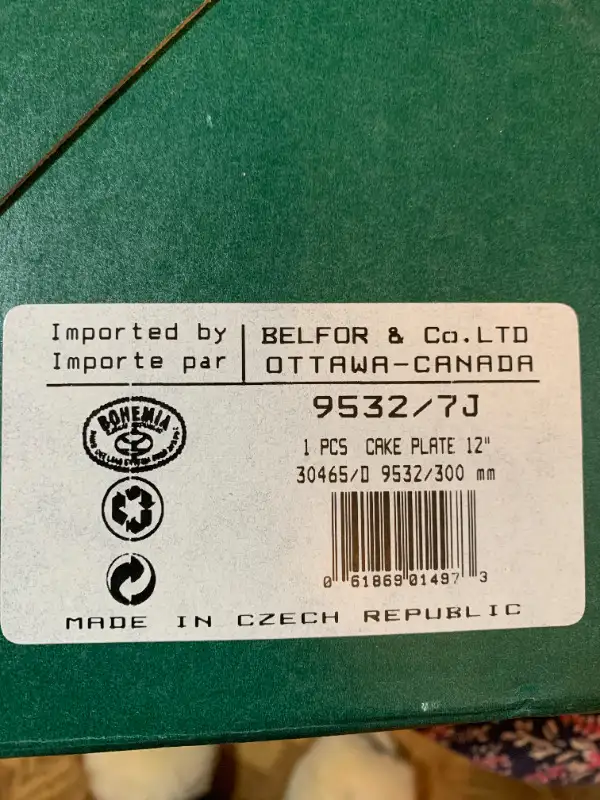 Imported by
Importe par
BELFOR & Co.LTD
OTTAWA-CANADA
BOHEMIA
9532/7J
1 PCS CAKE PLATE 12"
30465/D 9532/300 mm
0 61869 01497 3
MADE IN CZECH REPUBLIC